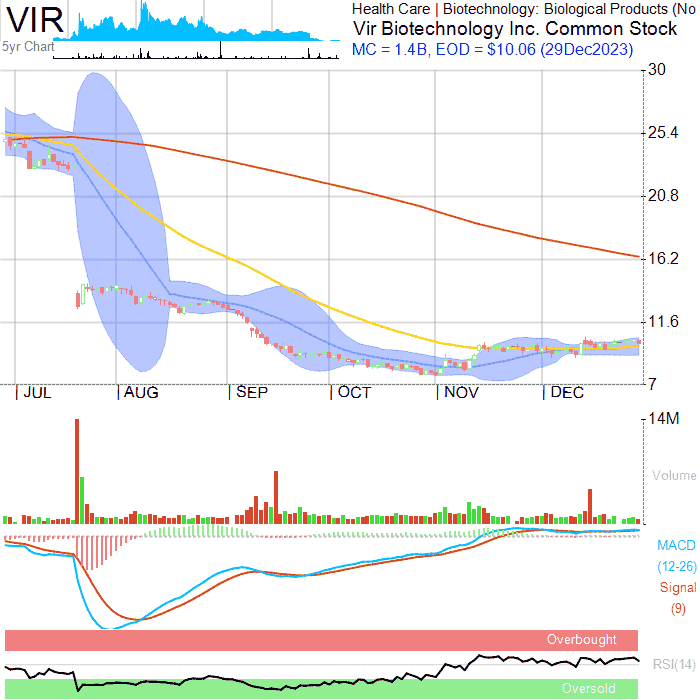 VIR
5yr Chart
Health Care | Biotechnology: Biological Products (No
Vir Biotechnology Inc. Common Stock
MC = 1.4B, EOD = $10.06 (29Dec2023)
30
25.4
20.8
16.2
11.6
7
JUL AUG SEP OCT NOV DEC
14M
Volume
MACD
(12-26)
Signal
(9)
Overbought
RSI(14)
Oversold